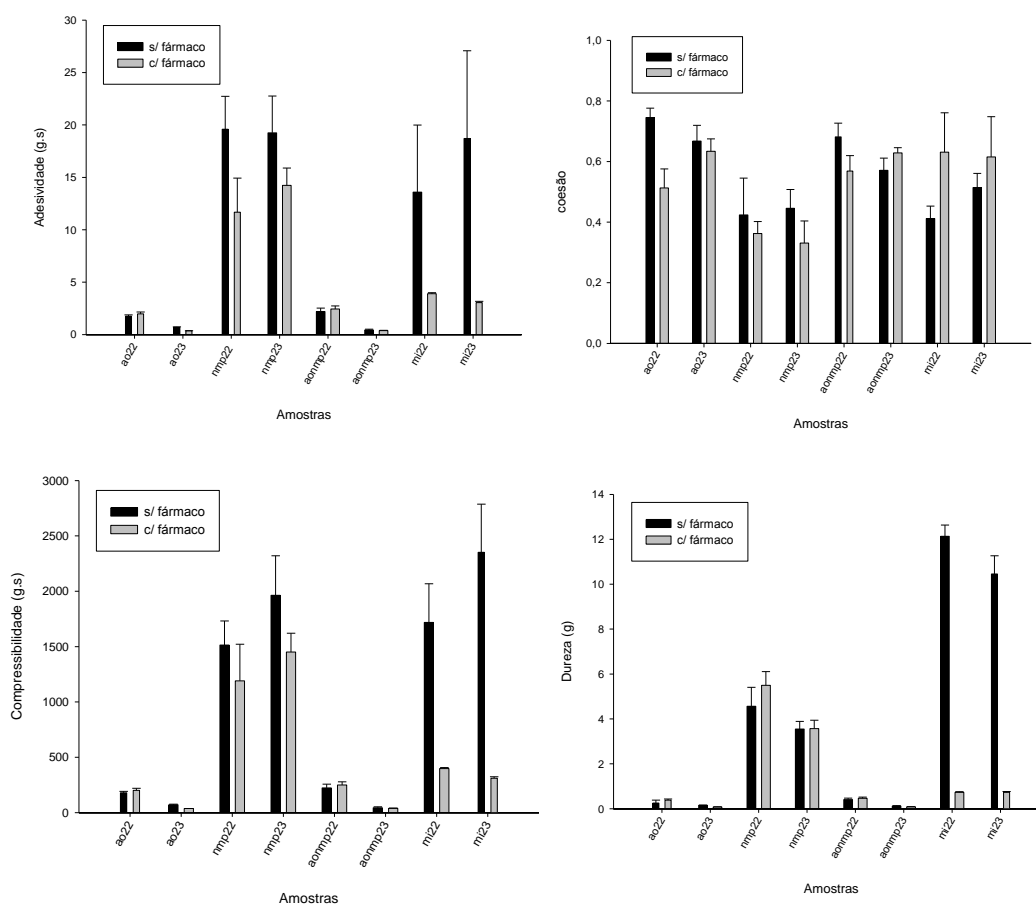 s/ fármaco
c/ fármaco
Adesividade (g.s)
30
25
20
15
10
5
0
ao22
ao23
nmp22
nmp23
aonmp22
aonmp23
mi22
mi23
Amostras
s/ fármaco
c/ fármaco
coesão
1,0
0,8
0,6
0,4
0,2
0,0
ao22
ao23
nmp22
nmp23
aonmp22
aonmp23
mi22
mi23
Amostras
s/ fármaco
c/ fármaco
Compressibilidade (g.s)
3000
2500
2000
1500
1000
500
0
ao22
ao23
nmp22
nmp23
aonmp22
aonmp23
mi22
mi23
Amostras
s/ fármaco
c/ fármaco
Dureza (g)
14
12
10
8
6
4
2
0
ao22
ao23
nmp22
nmp23
aonmp22
aonmp23
mi22
mi23
Amostras